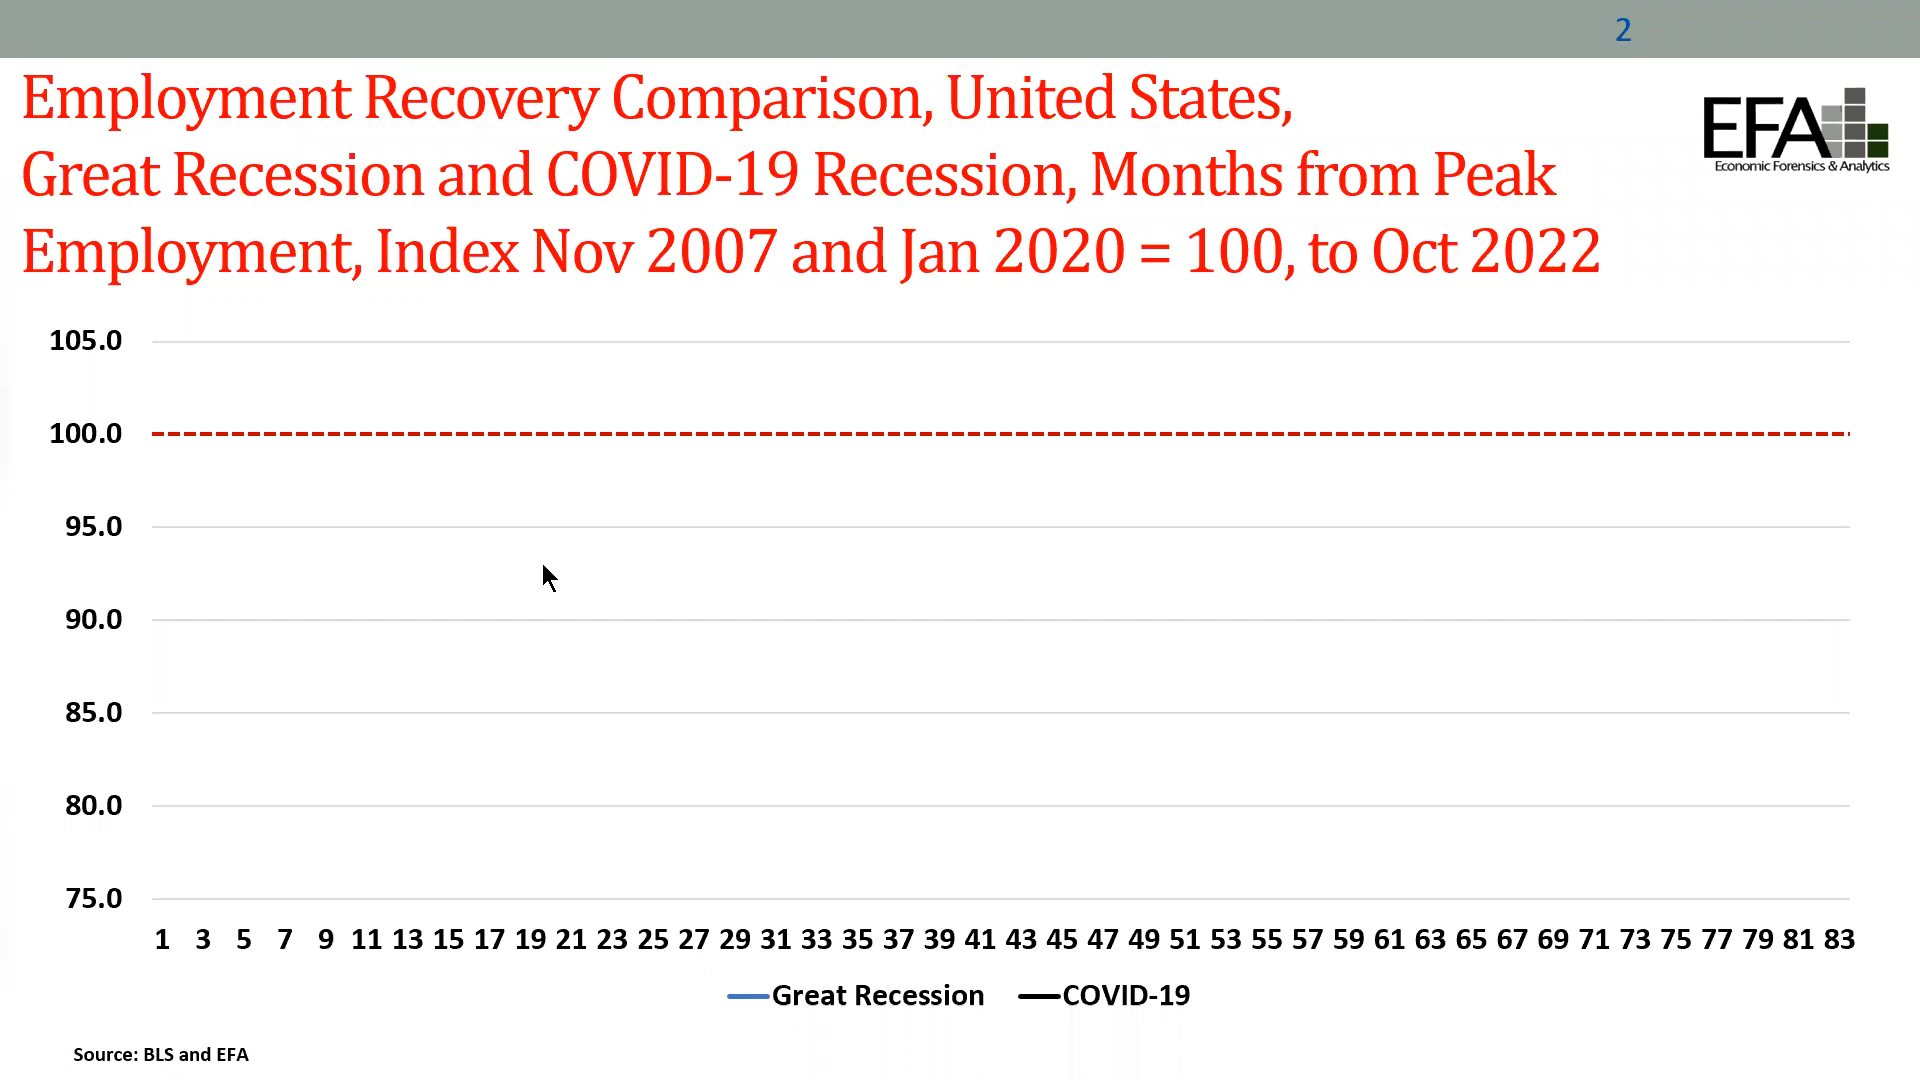 2
Employment Recovery Comparison, United States,
Great Recession and COVID-19 Recession, Months from Peak
Employment, Index Nov 2007 and Jan 2020 = 100, to Oct 2022
EFA
Economic Forensics & Analytics
105.0
100.0
95.0
90.0
85.0
80.0
75.0
1 3 5 7 9 11 13 15 17 19 21 23 25 27 29 31 33 35 37 39 41 43 45 47 49 51 53 55 57 59 61 63 65 67 69 71 73 75 77 79 81 83
Great Recession COVID-19
Source: BLS and EFA